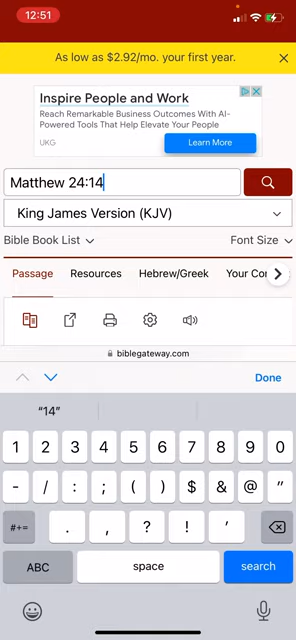 12:51
As low as $2.92/mo. your first year.
Inspire People and Work
Reach Remarkable Business Outcomes With AI-
Powered Tools That Help Elevate Your People
UKG
Learn More
Matthew 24:14
King James Version (KJV)
Bible Book List
Font Size
Passage Resources Hebrew/Greek Your Co
biblegateway.com
Done
"14"
1 2 3 4 5 6 7 8 9 0
- / : ; ( ) $ & @ "
#+= . , ? ! '
ABC space search